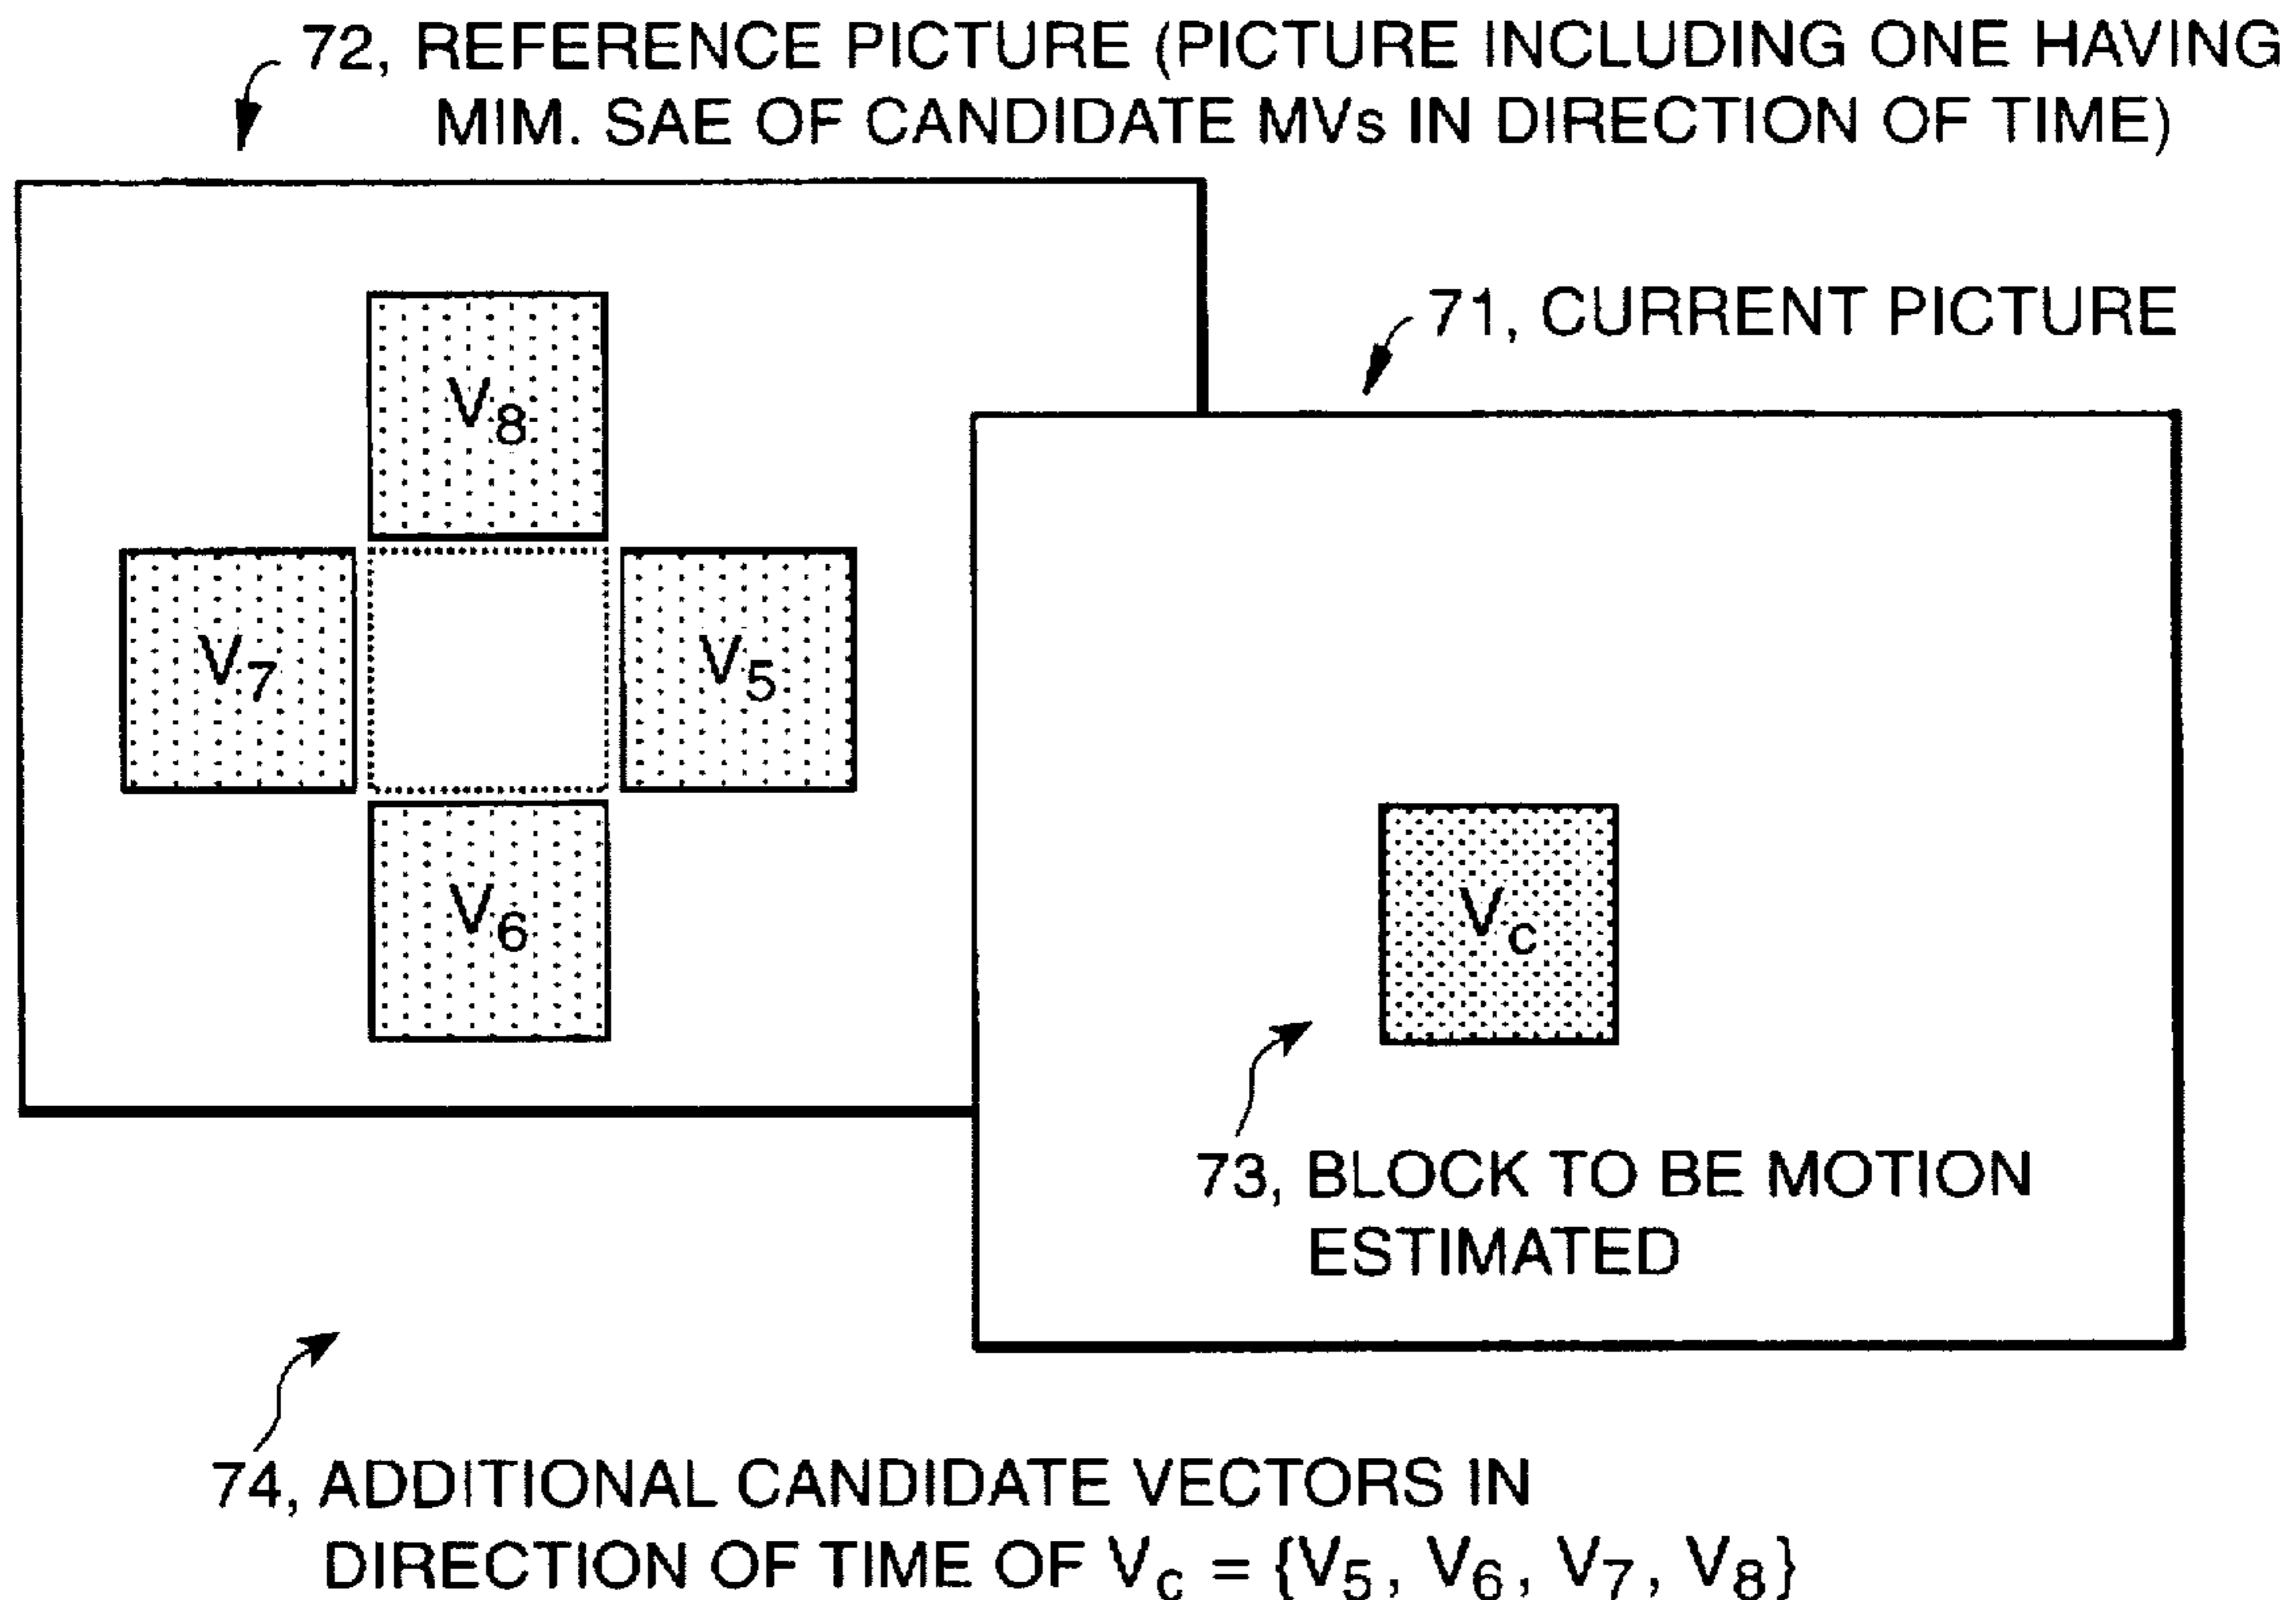 72, REFERENCE PICTURE (PICTURE INCLUDING ONE HAVING
MIM. SAE OF CANDIDATE MVs IN DIRECTION OF TIME)
71, CURRENT PICTURE
V8
V7
V5
V6
Vc
73, BLOCK TO BE MOTION
ESTIMATED
74, ADDITIONAL CANDIDATE VECTORS IN
DIRECTION OF TIME OF Vc = {V5, V6, V7, V8}